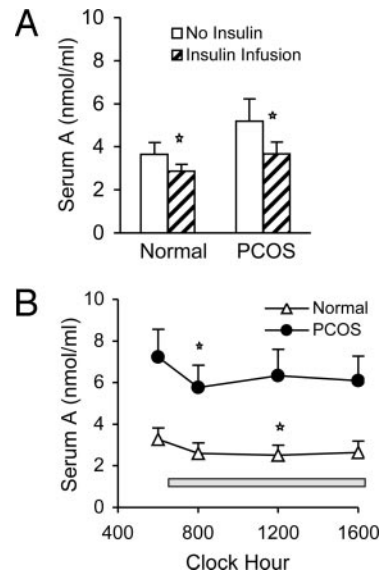 A
No Insulin
Insulin Infusion
Serum A (nmol/ml)
8
6
4
2
0
Normal PCOS
B
Normal
PCOS
Serum A (nmol/ml)
10
8
6
4
2
0
400 800 1200 1600
Clock Hour